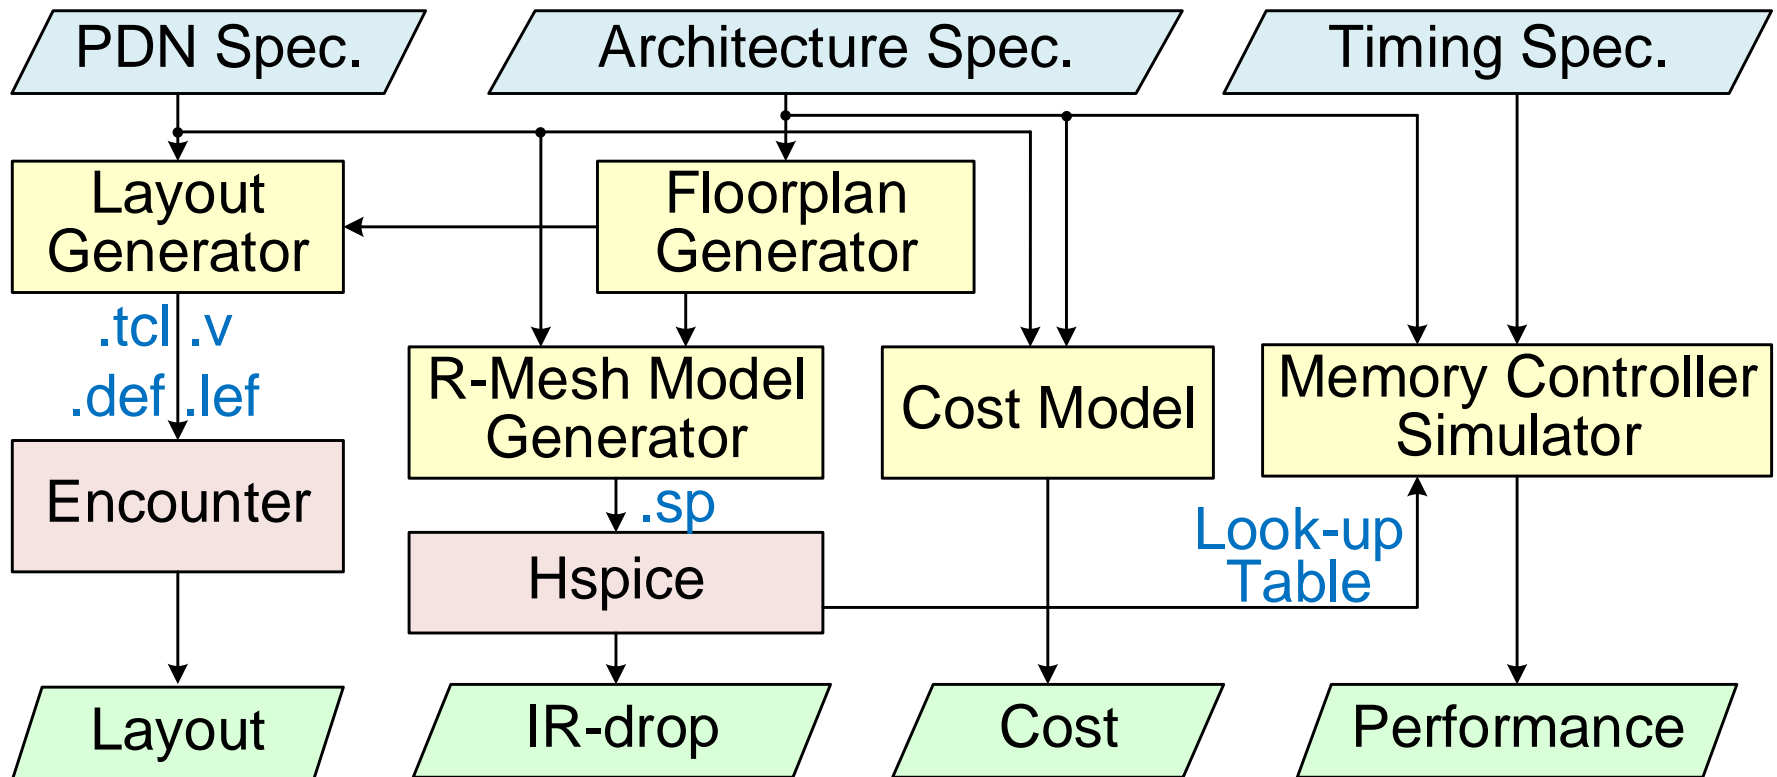 PDN Spec.
Architecture Spec.
Timing Spec.
Layout
Generator
Floorplan
Generator
.tcl .v
.def .lef
R-Mesh Model
Generator
Cost Model
Memory Controller
Simulator
Encounter
.sp
Hspice
Look-up
Table
Layout
IR-drop
Cost
Performance